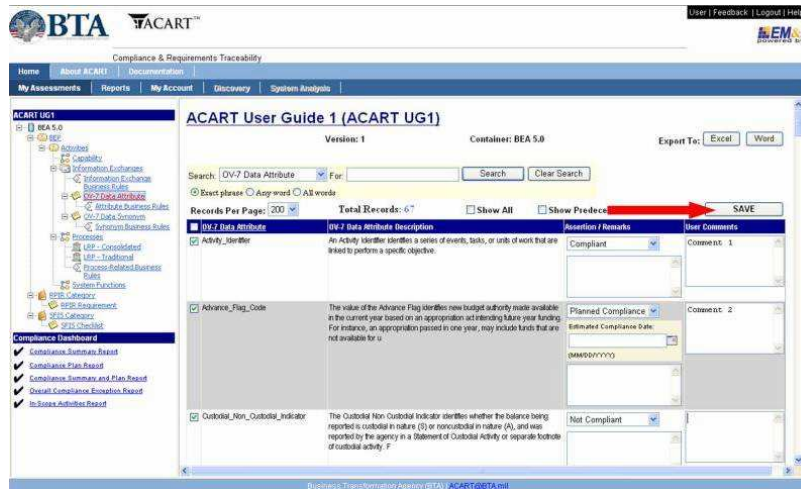 User | Feedback | Logout | Help
BTA ACART™
EM&
powered b
Compliance & Requirements Traceability
Home About ACART Documentation
My Assessments Reports My Account Discovery System Analysis
ACART UG1
BEA 5.0
BEP
Activities
Capability
Information Exchanges
Information Exchange
Business Rules
OV-7 Data Attribute
Attribute Business Rules
OV-7 Data Synonym
Synonym Business Rules
Processes
LRP - Consolidated
LRP - Traditional
Process-Related Business
Rules
System Functions
RPIR Category
RPIR Requirement
SFIS Category
SFIS Checklist
Compliance Dashboard
Compliance Summary Report
Compliance Plan Report
Compliance Summary and Plan Report
Overall Compliance Exception Report
In-Scope Activities Report
ACART User Guide 1 (ACART UG1)
Version: 1 Container: BEA 5.0 Export To: Excel Word
Search: OV-7 Data Attribute For: Search Clear Search
Exact phrase Any word All words
Records Per Page: 200 Total Records: 67 Show All Show Predece SAVE
OV-7 Data Attribute OV-7 Data Attribute Description Assertion / Remarks User Comments
Activity_Identifier An Activity Identifier identifies a series of events, tasks, or units of work that are Compliant Comment 1
linked to perform a specific objective.
Advance_Flag_Code The value of the Advance Flag identifies new budget authority made available Planned Compliance Comment 2
in the current year based on an appropriation act intending future year funding.
For instance, an appropriation passed in one year, may include funds that are
not available for u
Estimated Compliance Date:
(MM/DD/YYYY)
Custodial_Non_Custodial_Indicator The Custodial Non Custodial Indicator identifies whether the balance being Not Compliant
reported is custodial in nature (S) or noncustodial in nature (A), and was
reported by the agency in a Statement of Custodial Activity or separate footnote
of custodial activity. F
Business Transformation Agency (BTA) | ACART@BTA.mil